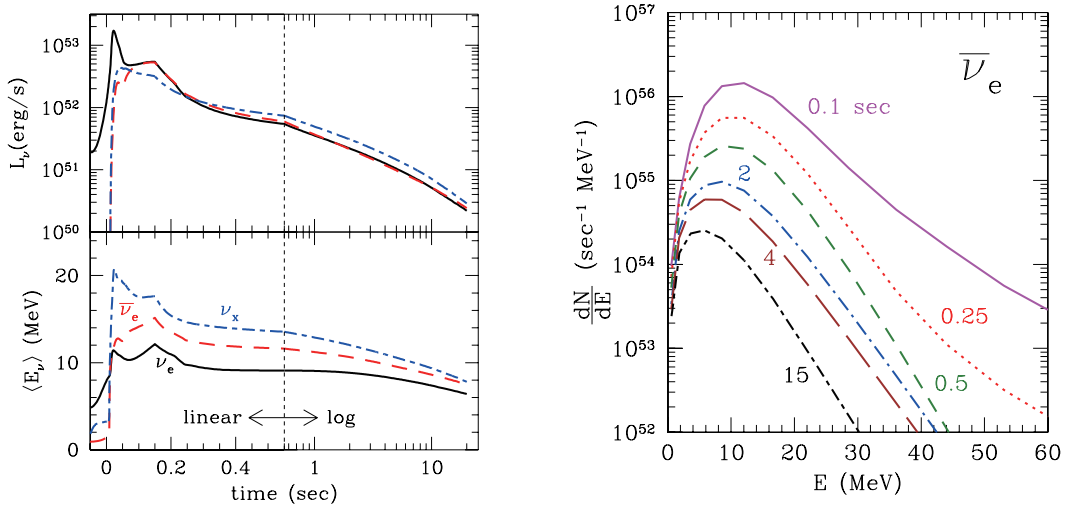 10^53
10^52
10^51
10^50
L_ν(erg/s)
20
10
0
⟨E_ν⟩ (MeV)
ν̄_e
ν_x
ν_e
linear ⟷ log
0 0.2 0.4 1 10
time (sec)
10^57
10^56
10^55
10^54
10^53
10^52
dN/dE (sec^−1 MeV^−1)
ν̄_e
0.1 sec
2
4
0.25
0.5
15
0 10 20 30 40 50 60
E (MeV)